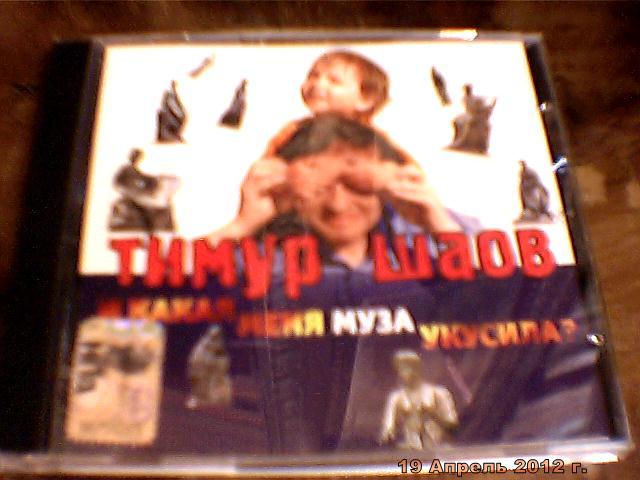 ТИМУР ШАОВ
И КАКАЯ МЕНЯ МУЗА УКУСИЛА?
19 Апрель 2012 г.